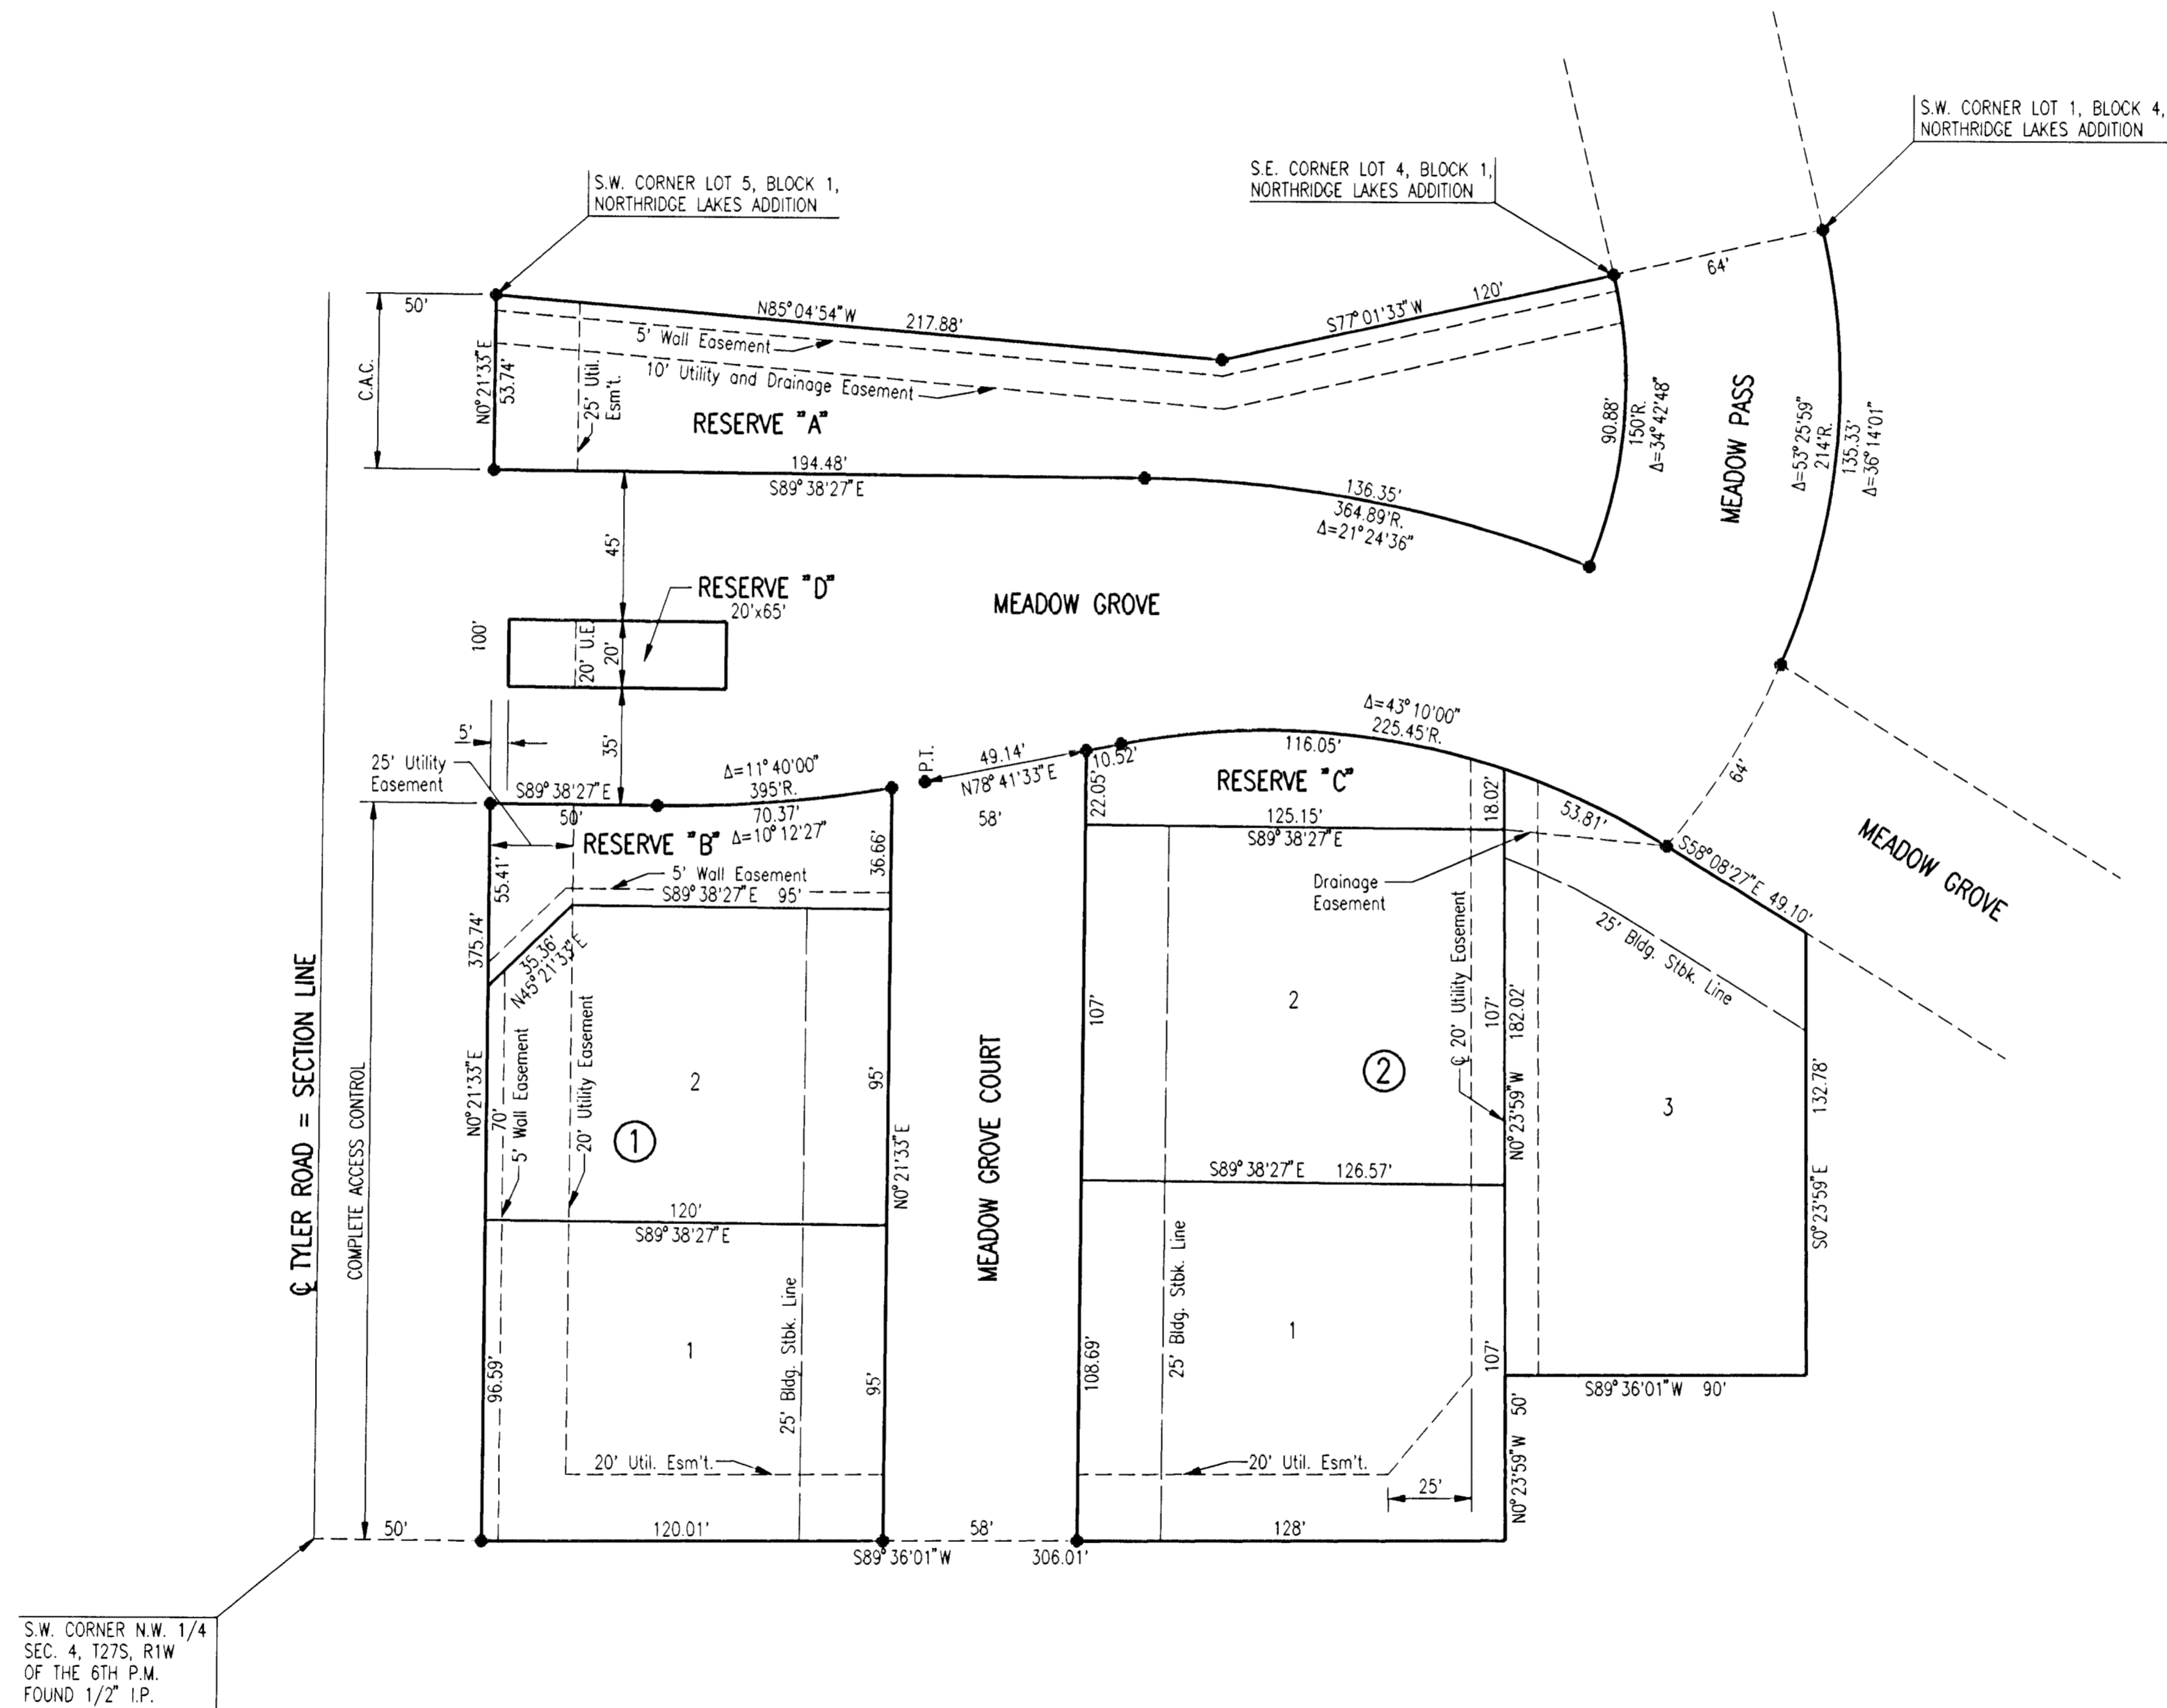 S.W. CORNER LOT 1, BLOCK 4,
NORTHRIDGE LAKES ADDITION
S.E. CORNER LOT 4, BLOCK 1,
NORTHRIDGE LAKES ADDITION
S.W. CORNER LOT 5, BLOCK 1,
NORTHRIDGE LAKES ADDITION
64'
50'
N85°04'54"W
217.88'
S77°01'33"W
120'
5' Wall Easement
10' Utility and Drainage Easement
C.A.C.
N0°21'33"E
53.74'
25' Util.
Esm't.
RESERVE "A"
90.88'
150'R.
Δ=34°42'48"
MEADOW PASS
Δ=53°25'59"
214'R.
135.33'
Δ=36°14'01"
194.48'
S89°38'27"E
136.35'
364.89'R.
Δ=21°24'36"
45'
RESERVE "D"
20'x65'
MEADOW GROVE
100'
20' U.E.
20'
35'
5'
25' Utility
Easement
S89°38'27"E
50'
Δ=11°40'00"
395'R.
70.37'
Δ=10°12'27"
RESERVE "B"
P.T.
49.14'
N78°41'33"E
58'
10.52'
22.05'
Δ=43°10'00"
225.45'R.
116.05'
RESERVE "C"
125.15'
S89°38'27"E
18.02'
53.81'
64'
MEADOW GROVE
S58°08'27"E 49.10'
55.41'
36.66'
5' Wall Easement
S89°38'27"E 95'
Drainage
Easement
25' Bldg. Stbk. Line
375.74'
35.36'
N45°21'33"E
℄ TYLER ROAD = SECTION LINE
COMPLETE ACCESS CONTROL
N0°21'33"E
70'
5' Wall Easement
20' Utility Easement
2
1
95'
N0°21'33"E
MEADOW GROVE COURT
107'
2
2
℄ 20' Utility Easement
107'
182.02'
N0°23'59"W
3
132.78'
S0°23'59"E
120'
S89°38'27"E
S89°38'27"E 126.57'
96.59'
1
25' Bldg. Stbk. Line
95'
108.69'
25' Bldg. Stbk. Line
1
107'
S89°36'01"W 90'
N0°23'59"W 50'
20' Util. Esm't.
20' Util. Esm't.
25'
50'
120.01'
58'
128'
S89°36'01"W
306.01'
S.W. CORNER N.W. 1/4
SEC. 4, T27S, R1W
OF THE 6TH P.M.
FOUND 1/2" I.P.